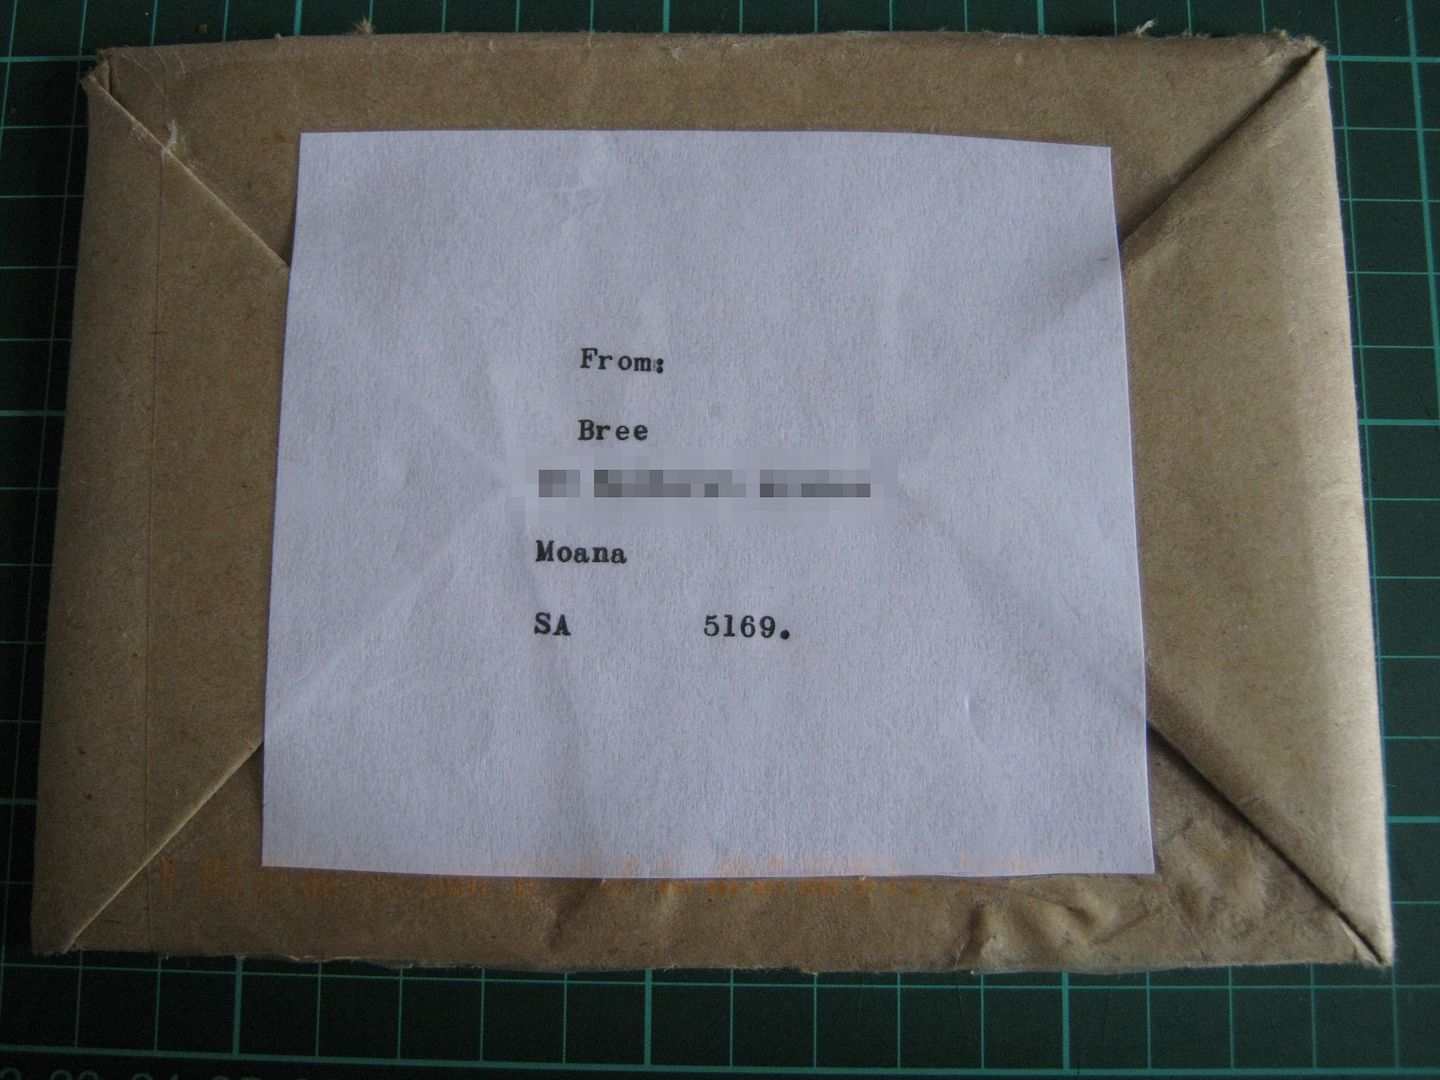 From:
Bree
Moana
SA 5169.